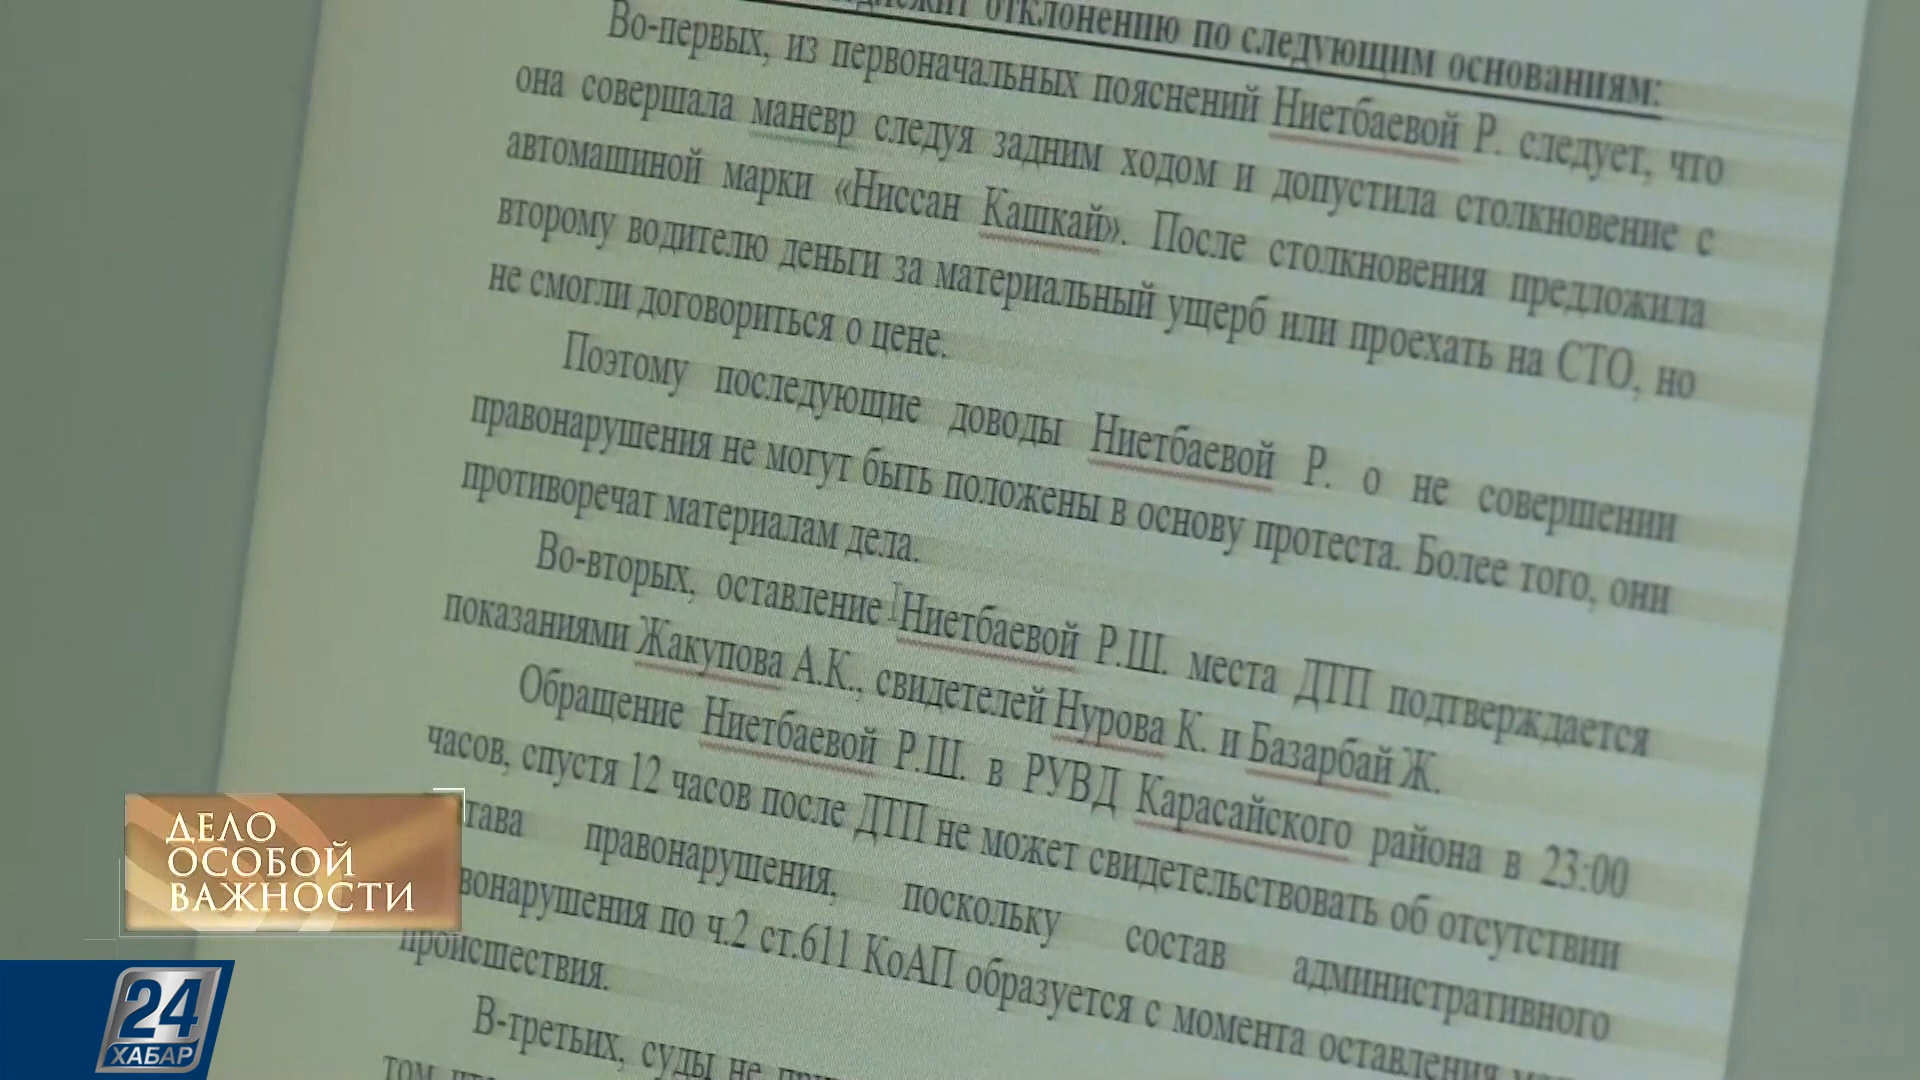 отклонению по следующим основаниям:
Во-первых, из первоначальных пояснений Ниетбаевой Р. следует, что
она совершала маневр следуя задним ходом и допустила столкновение с
автомашиной марки «Ниссан Кашкай». После столкновения предложила
второму водителю деньги за материальный ущерб или проехать на СТО, но
не смогли договориться о цене.
Поэтому последующие доводы Ниетбаевой Р. о не совершении
правонарушения не могут быть положены в основу протеста. Более того, они
противоречат материалам дела.
Во-вторых, оставление Ниетбаевой Р.Ш. места ДТП подтверждается
показаниями Жакупова А.К., свидетелей Нурова К. и Базарбай Ж.
Обращение Ниетбаевой Р.Ш. в РУВД Карасайского района в 23:00
часов, спустя 12 часов после ДТП не может свидетельствовать об отсутствии
тава правонарушения, поскольку состав административного
вонарушения по ч.2 ст.611 КоАП образуется с момента оставления
происшествия.
В-третьих, суды не
том
ДЕЛО
ОСОБОЙ
ВАЖНОСТИ
24
ХАБАР